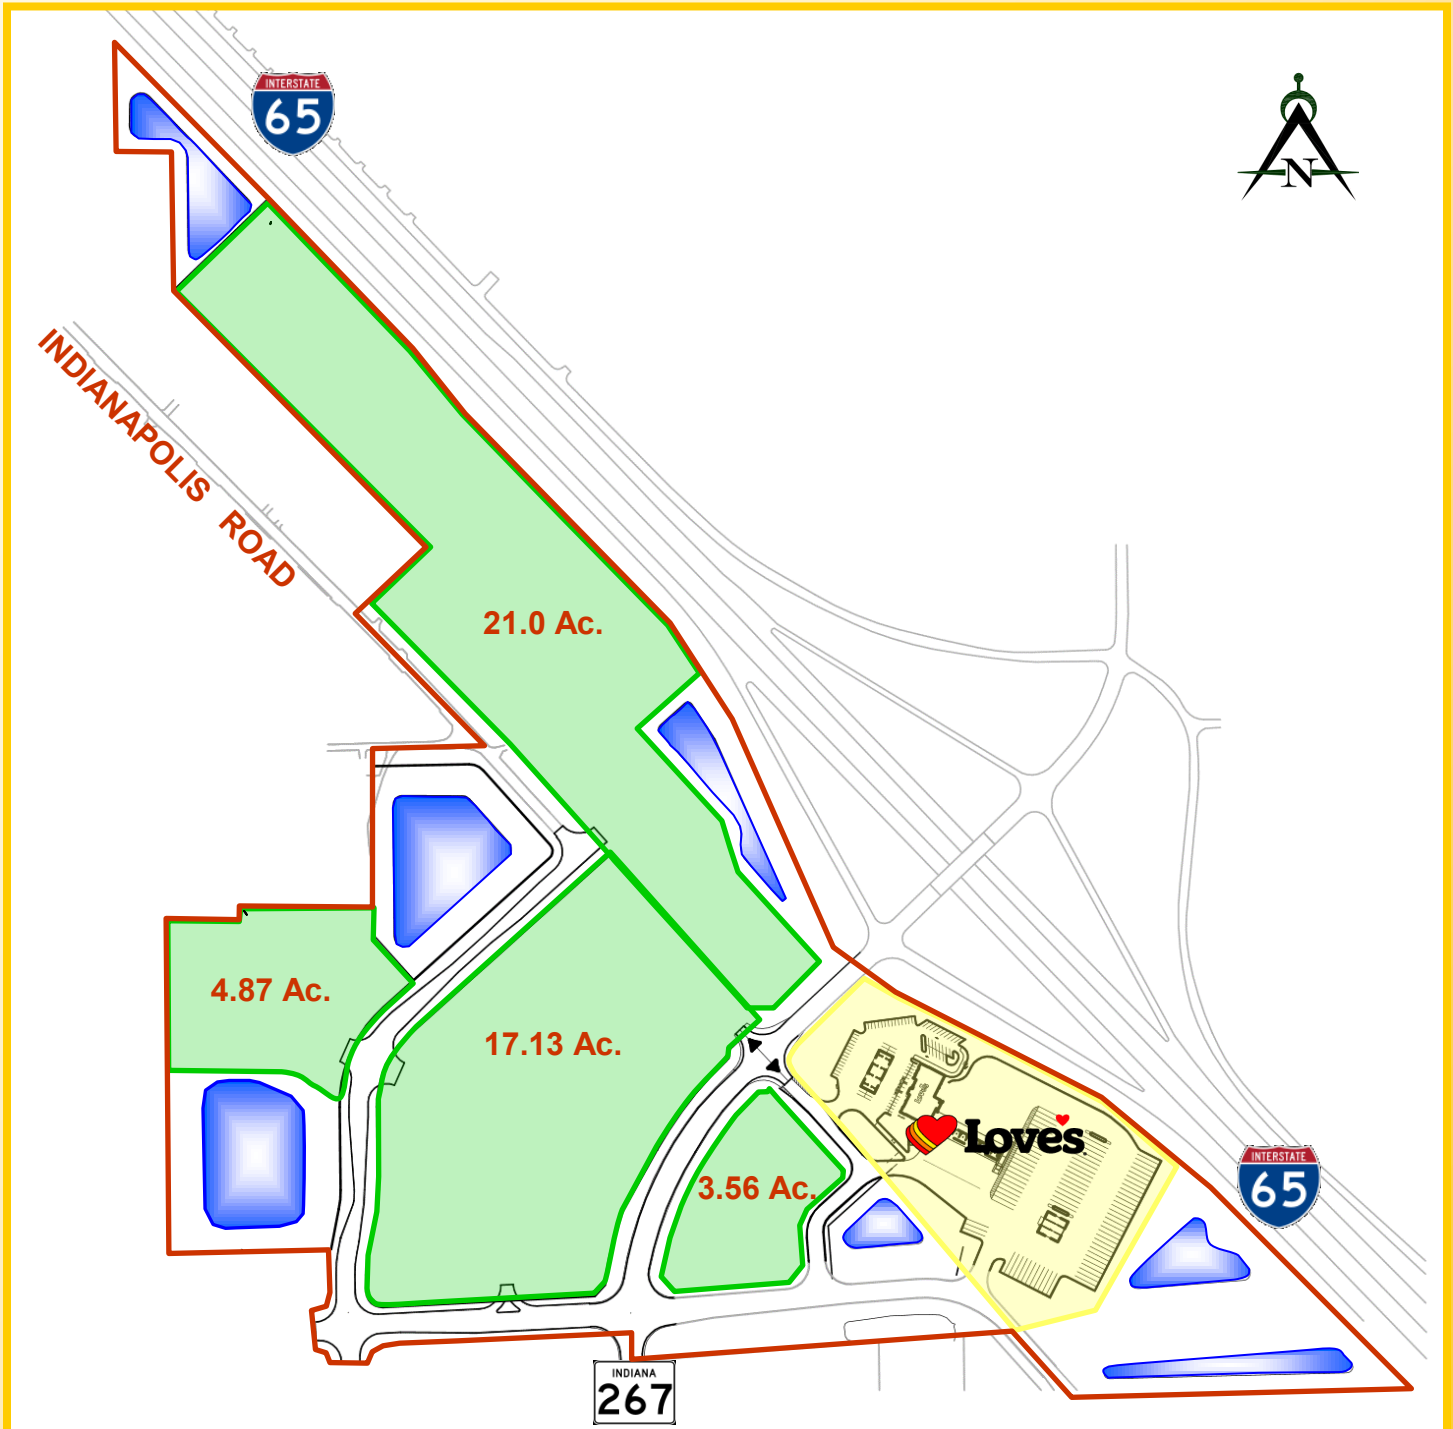 INTERSTATE
65
N
INDIANAPOLIS ROAD
21.0 Ac.
4.87 Ac.
17.13 Ac.
Loves
3.56 Ac.
INTERSTATE
65
INDIANA
267